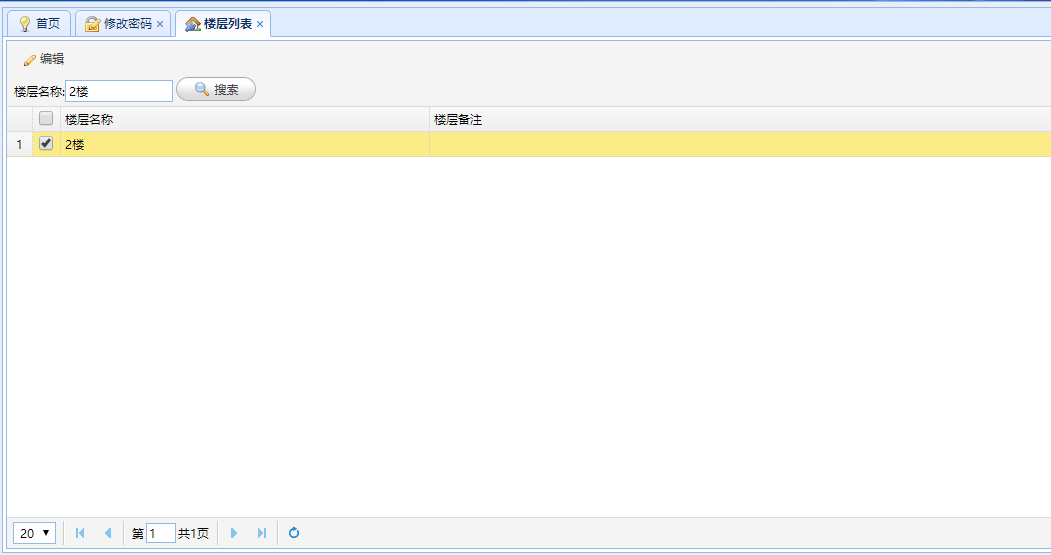 首页 修改密码 楼层列表
编辑
楼层名称: 2楼 搜索
楼层名称 楼层备注
1 2楼
20 第 1 共1页